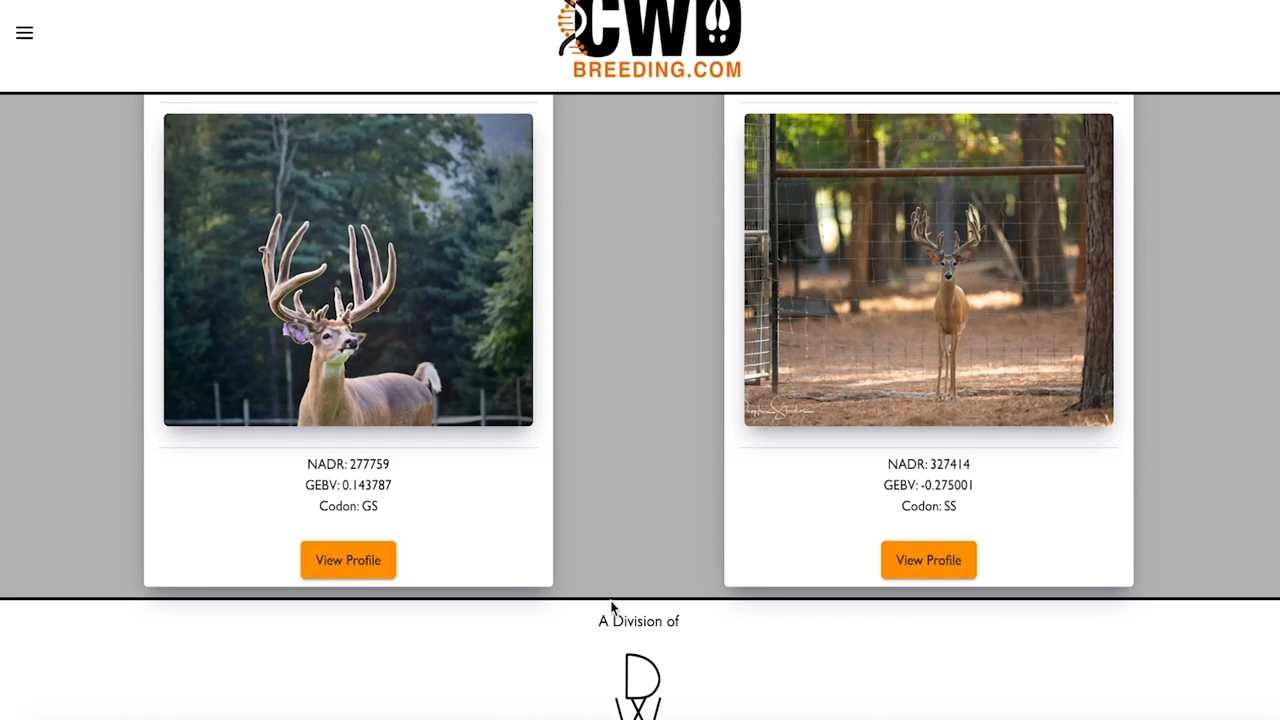 CWD
BREEDING.COM
NADR: 277759
GEBV: 0.143787
Codon: GS
View Profile
NADR: 327414
GEBV: -0.275001
Codon: SS
View Profile
A Division of
D